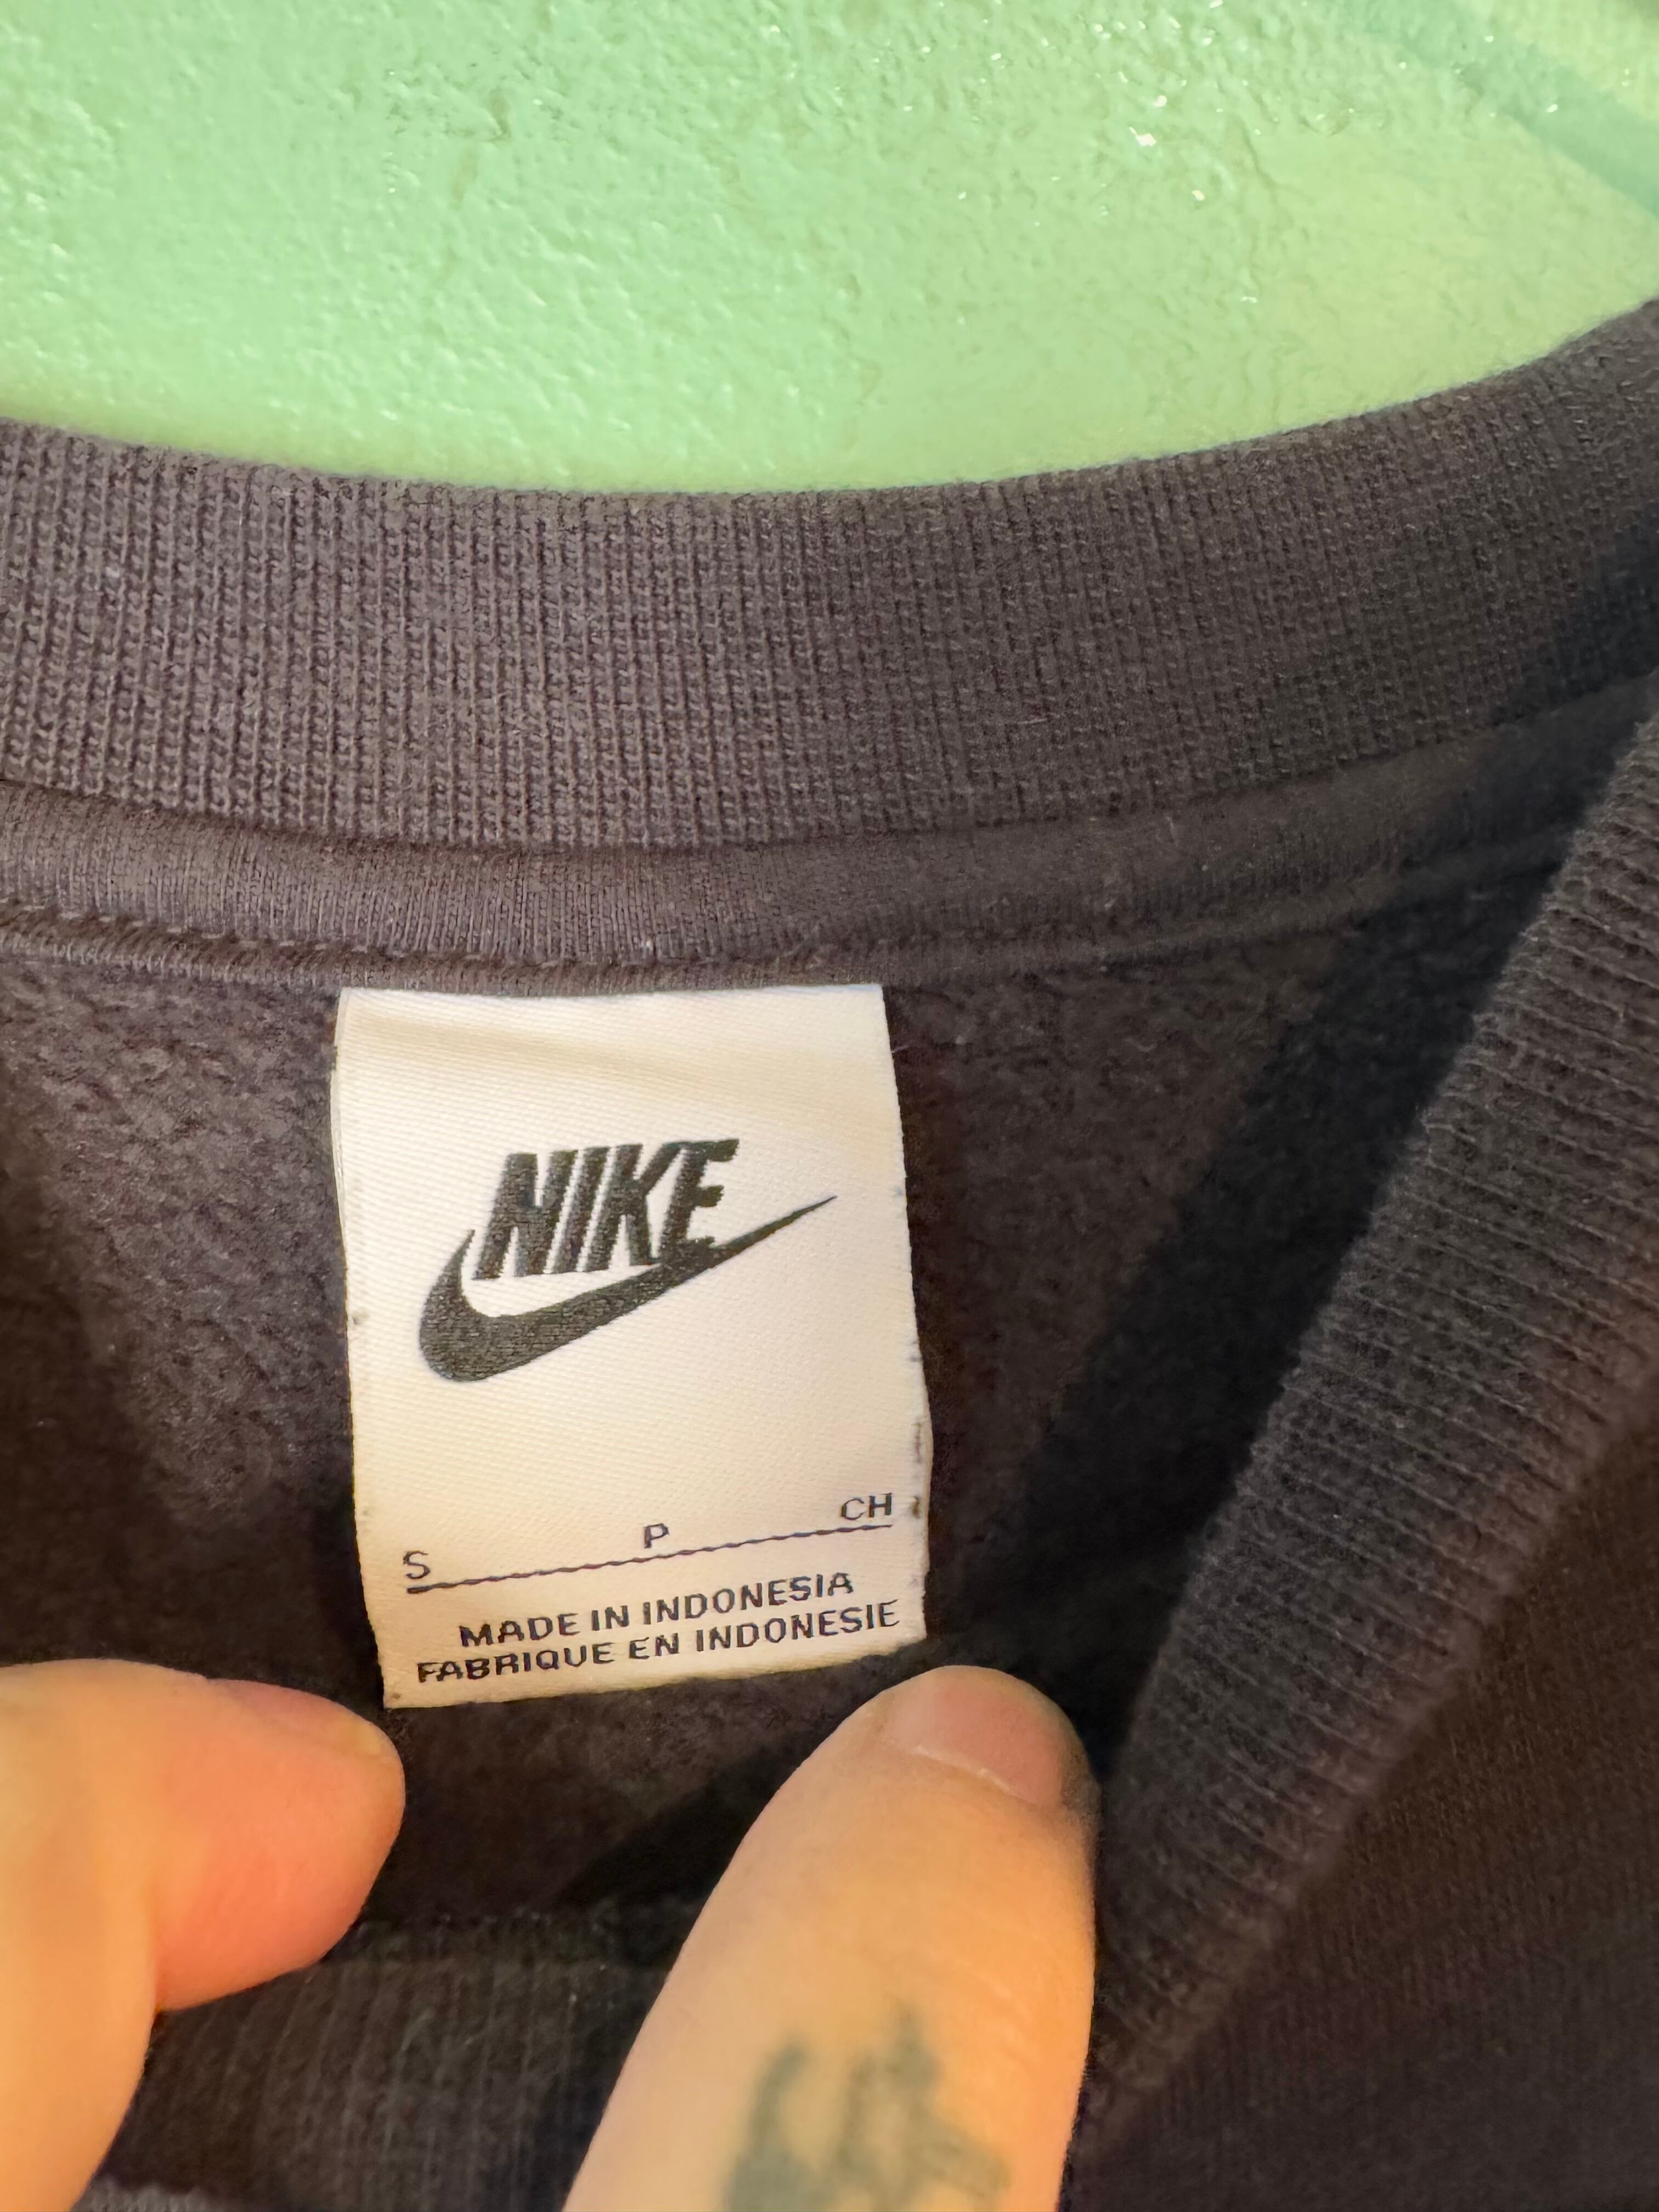 NIKE
S P CH
MADE IN INDONESIA
FABRIQUE EN INDONESIE